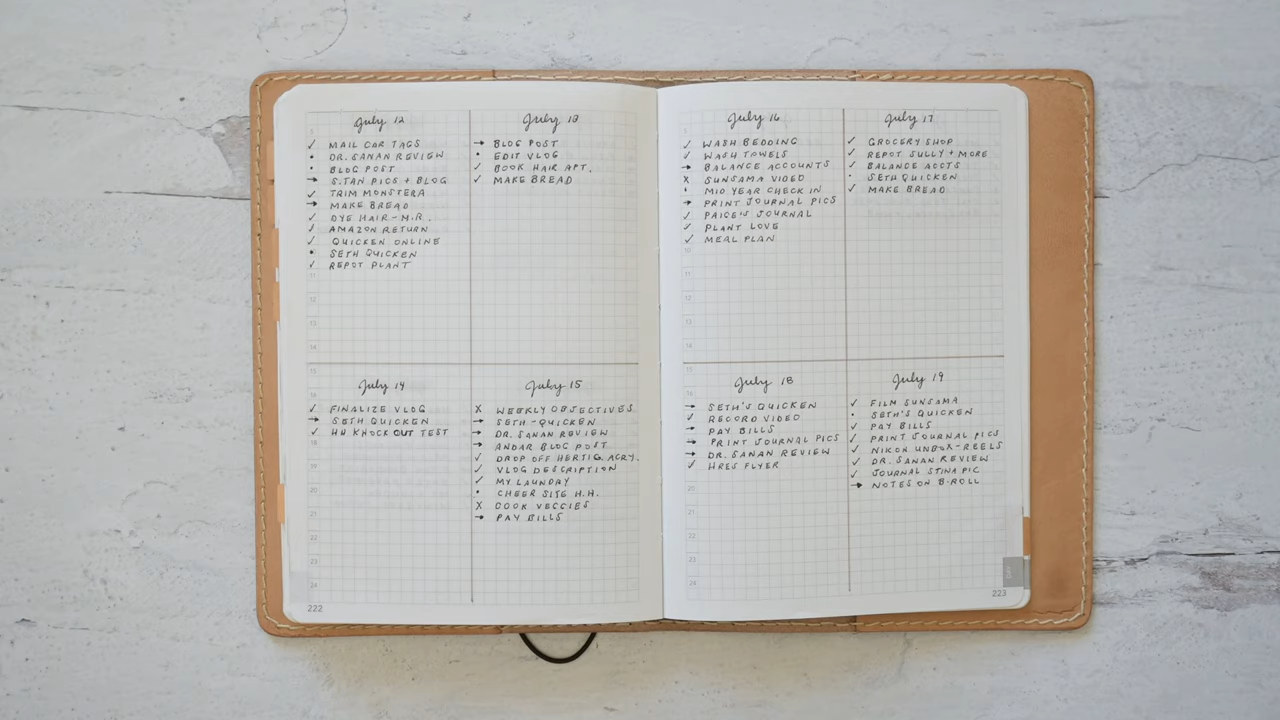 July 12
✓ MAIL CAR TAGS
• DR. SANAN REVIEW
• BLOG POST
→ S.TAN PICS + BLOG
✓ TRIM MONSTERA
→ MAKE BREAD
✓ DYE HAIR - M.R.
✓ AMAZON RETURN
✓ QUICKEN ONLINE
• SETH QUICKEN
✓ REPOT PLANT
July 13
→ BLOG POST
• EDIT VLOG
✓ BOOK HAIR APT.
✓ MAKE BREAD
July 14
✓ FINALIZE VLOG
→ SETH QUICKEN
✓ HH KNOCK OUT TEST
July 15
X WEEKLY OBJECTIVES
→ SETH - QUICKEN
→ DR. SANAN REVIEW
→ ANDAR BLOG POST
✓ DROP OFF HERTIG ACRY.
✓ VLOG DESCRIPTION
✓ MY LAUNDRY
• CHEER SITE H.H.
X COOK VEGGIES
→ PAY BILLS
222
July 16
✓ WASH BEDDING
✓ WASH TOWELS
→ BALANCE ACCOUNTS
X SUNSAMA VIDEO
• MID YEAR CHECK IN
→ PRINT JOURNAL PICS
✓ PAIGE'S JOURNAL
✓ PLANT LOVE
✓ MEAL PLAN
July 17
✓ GROCERY SHOP
✓ REPOT SULLY + MORE
✓ BALANCE ACCTS
• SETH QUICKEN
✓ MAKE BREAD
July 18
→ SETH'S QUICKEN
✓ RECORD VIDEO
→ PAY BILLS
→ PRINT JOURNAL PICS
→ DR. SANAN REVIEW
✓ HRES FLYER
July 19
✓ FILM SUNSAMA
• SETH'S QUICKEN
✓ PAY BILLS
✓ PRINT JOURNAL PICS
✓ NIKON UNBOX - REELS
✓ DR. SANAN REVIEW
✓ JOURNAL STINA PIC
→ NOTES ON B-ROLL
223